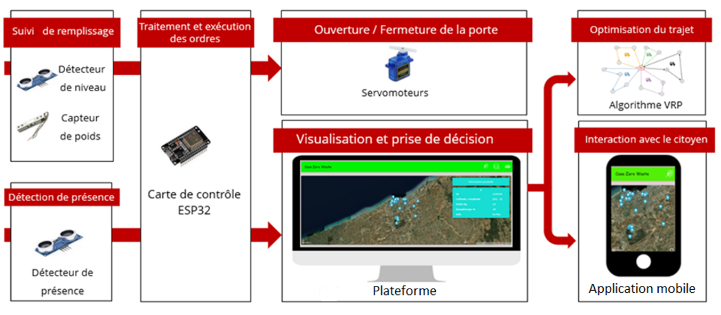 Suivi de remplissage
Détecteur
de niveau
Capteur
de poids
Détection de présence
Détecteur de
présence
Traitement et exécution
des ordres
Carte de contrôle
ESP32
Ouverture / Fermeture de la porte
Servomoteurs
Visualisation et prise de décision
Casa Zero Waste
Plateforme
Optimisation du trajet
Algorithme VRP
Interaction avec le citoyen
Casa Zero Waste
Application mobile